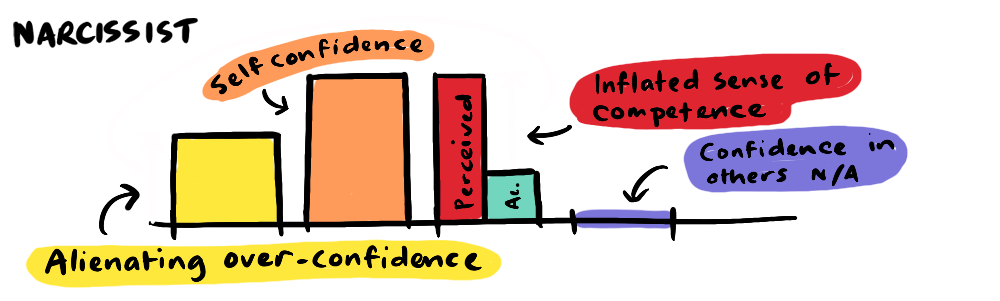 NARCISSIST
Self confidence
Inflated sense of
competence
Perceived
Ac.
Confidence in
others N/A
Alienating over-confidence